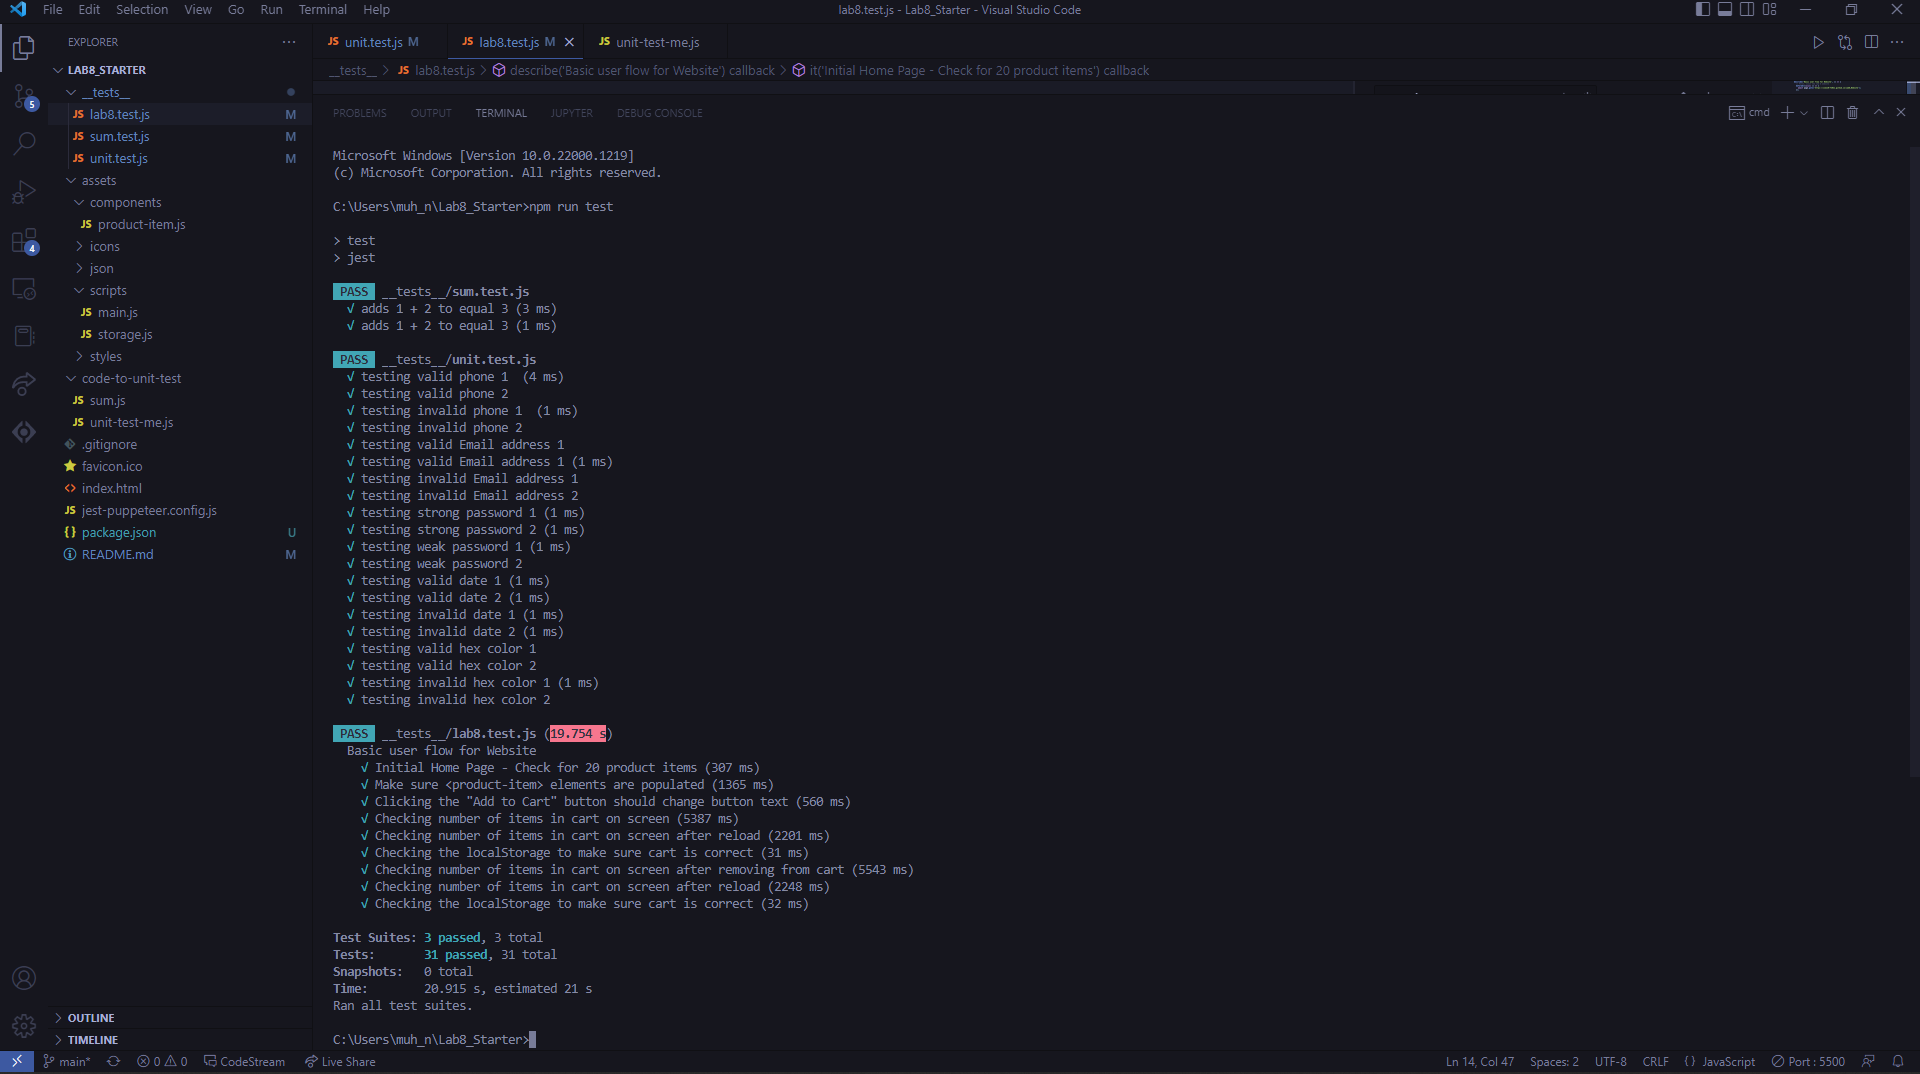 File Edit Selection View Go Run Terminal Help
lab8.test.js - Lab8_Starter - Visual Studio Code
EXPLORER
LAB8_STARTER
__tests__
JS lab8.test.js M
JS sum.test.js M
JS unit.test.js M
assets
components
JS product-item.js
icons
json
scripts
JS main.js
JS storage.js
styles
code-to-unit-test
JS sum.js
JS unit-test-me.js
.gitignore
favicon.ico
index.html
JS jest-puppeteer.config.js
{} package.json U
README.md M
OUTLINE
TIMELINE
5
4
JS unit.test.js M JS lab8.test.js M JS unit-test-me.js
__tests__ > JS lab8.test.js > describe('Basic user flow for Website') callback > it('Initial Home Page - Check for 20 product items') callback
PROBLEMS OUTPUT TERMINAL JUPYTER DEBUG CONSOLE
cmd
Microsoft Windows [Version 10.0.22000.1219]
(c) Microsoft Corporation. All rights reserved.
C:\Users\muh_n\Lab8_Starter>npm run test
> test
> jest
PASS __tests__/sum.test.js
√ adds 1 + 2 to equal 3 (3 ms)
√ adds 1 + 2 to equal 3 (1 ms)
PASS __tests__/unit.test.js
√ testing valid phone 1 (4 ms)
√ testing valid phone 2
√ testing invalid phone 1 (1 ms)
√ testing invalid phone 2
√ testing valid Email address 1
√ testing valid Email address 1 (1 ms)
√ testing invalid Email address 1
√ testing invalid Email address 2
√ testing strong password 1 (1 ms)
√ testing strong password 2 (1 ms)
√ testing weak password 1 (1 ms)
√ testing weak password 2
√ testing valid date 1 (1 ms)
√ testing valid date 2 (1 ms)
√ testing invalid date 1 (1 ms)
√ testing invalid date 2 (1 ms)
√ testing valid hex color 1
√ testing valid hex color 2
√ testing invalid hex color 1 (1 ms)
√ testing invalid hex color 2
PASS __tests__/lab8.test.js (19.754 s)
Basic user flow for Website
√ Initial Home Page - Check for 20 product items (307 ms)
√ Make sure <product-item> elements are populated (1365 ms)
√ Clicking the "Add to Cart" button should change button text (560 ms)
√ Checking number of items in cart on screen (5387 ms)
√ Checking number of items in cart on screen after reload (2201 ms)
√ Checking the localStorage to make sure cart is correct (31 ms)
√ Checking number of items in cart on screen after removing from cart (5543 ms)
√ Checking number of items in cart on screen after reload (2248 ms)
√ Checking the localStorage to make sure cart is correct (32 ms)
Test Suites: 3 passed, 3 total
Tests: 31 passed, 31 total
Snapshots: 0 total
Time: 20.915 s, estimated 21 s
Ran all test suites.
C:\Users\muh_n\Lab8_Starter>
main* 0 0 CodeStream Live Share
Ln 14, Col 47 Spaces: 2 UTF-8 CRLF {} JavaScript Port : 5500